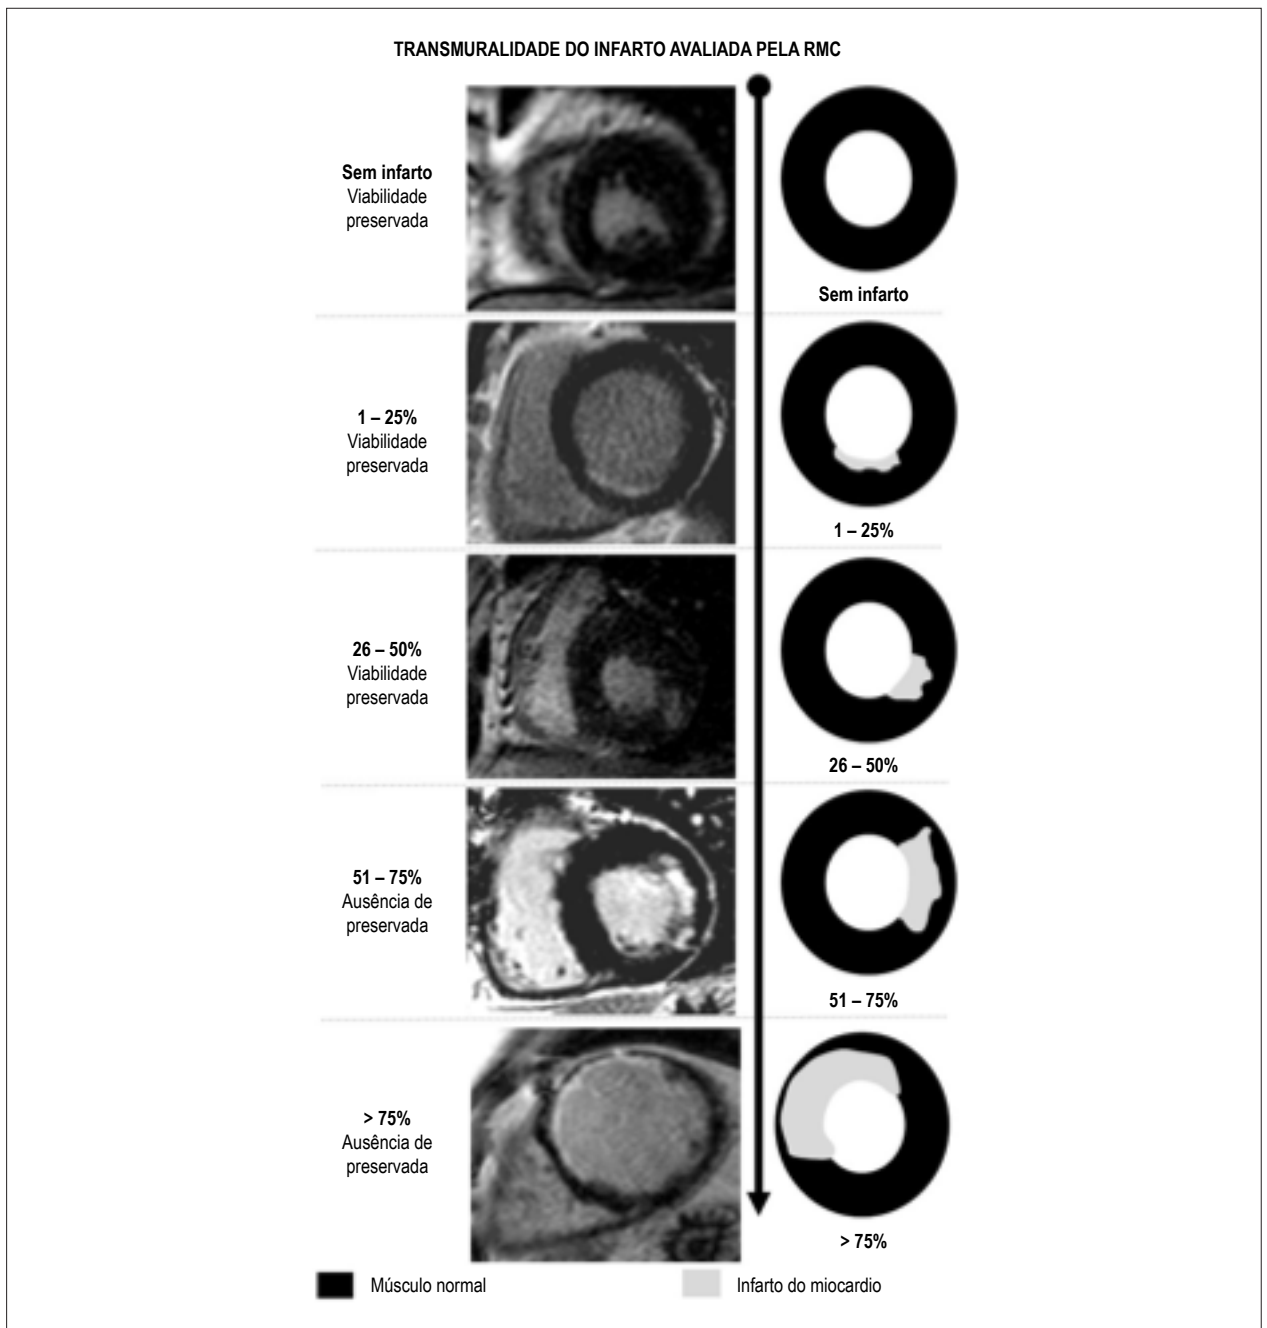 TRANSMURALIDADE DO INFARTO AVALIADA PELA RMC
Sem infarto
Viabilidade
preservada
Sem infarto
1 – 25%
Viabilidade
preservada
1 – 25%
26 – 50%
Viabilidade
preservada
26 – 50%
51 – 75%
Ausência de
preservada
51 – 75%
> 75%
Ausência de
preservada
> 75%
Músculo normal
Infarto do miocardio